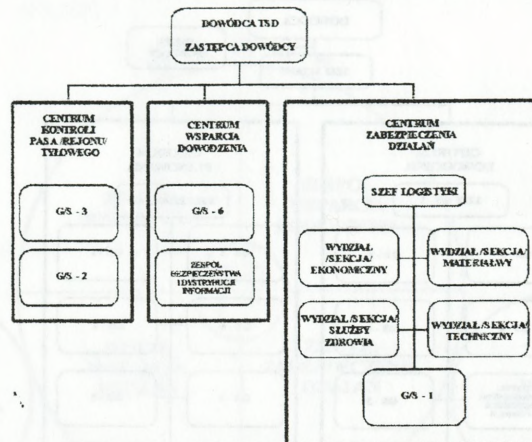 DOWÓDCA TSD
ZASTĘPCA DOWÓDCY
CENTRUM
KONTROLI
PASA /REJONU/
TYŁOWEGO
G/S - 3
G/S - 2
CENTRUM
WSPARCIA
DOWODZENIA
G/S - 6
ZESPÓŁ
BEZPIECZEŃSTWA
I DYSTRYBUCJI
INFORMACJI
CENTRUM
ZABEZPIECZENIA
DZIAŁAŃ
SZEF LOGISTYKI
WYDZIAŁ
/SEKCJA/
EKONOMICZNY
WYDZIAŁ /SEKCJA/
MATERIAŁWY
WYDZIAŁ /SEKCJA/
SŁUŻBY
ZDROWIA
WYDZIAŁ /SEKCJA/
TECHNICZNY
G/S - 1